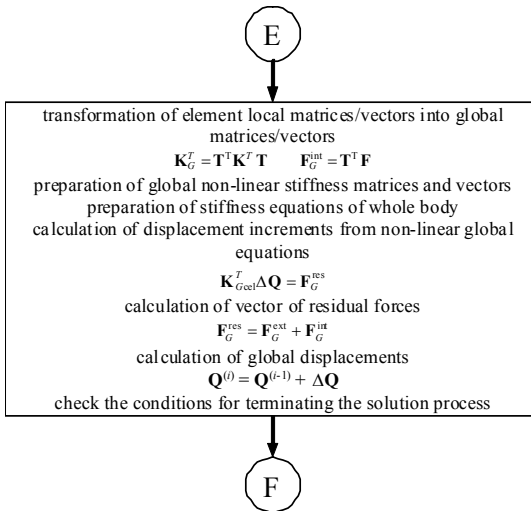 E
transformation of element local matrices/vectors into global
matrices/vectors
𝐊_G^T = 𝐓^T 𝐊^T 𝐓 𝐅_G^int = 𝐓^T 𝐅
preparation of global non-linear stiffness matrices and vectors
preparation of stiffness equations of whole body
calculation of displacement increments from non-linear global
equations
𝐊_Gcel^T Δ𝐐 = 𝐅_G^res
calculation of vector of residual forces
𝐅_G^res = 𝐅_G^ext + 𝐅_G^int
calculation of global displacements
𝐐^(i) = 𝐐^(i-1) + Δ𝐐
check the conditions for terminating the solution process
F